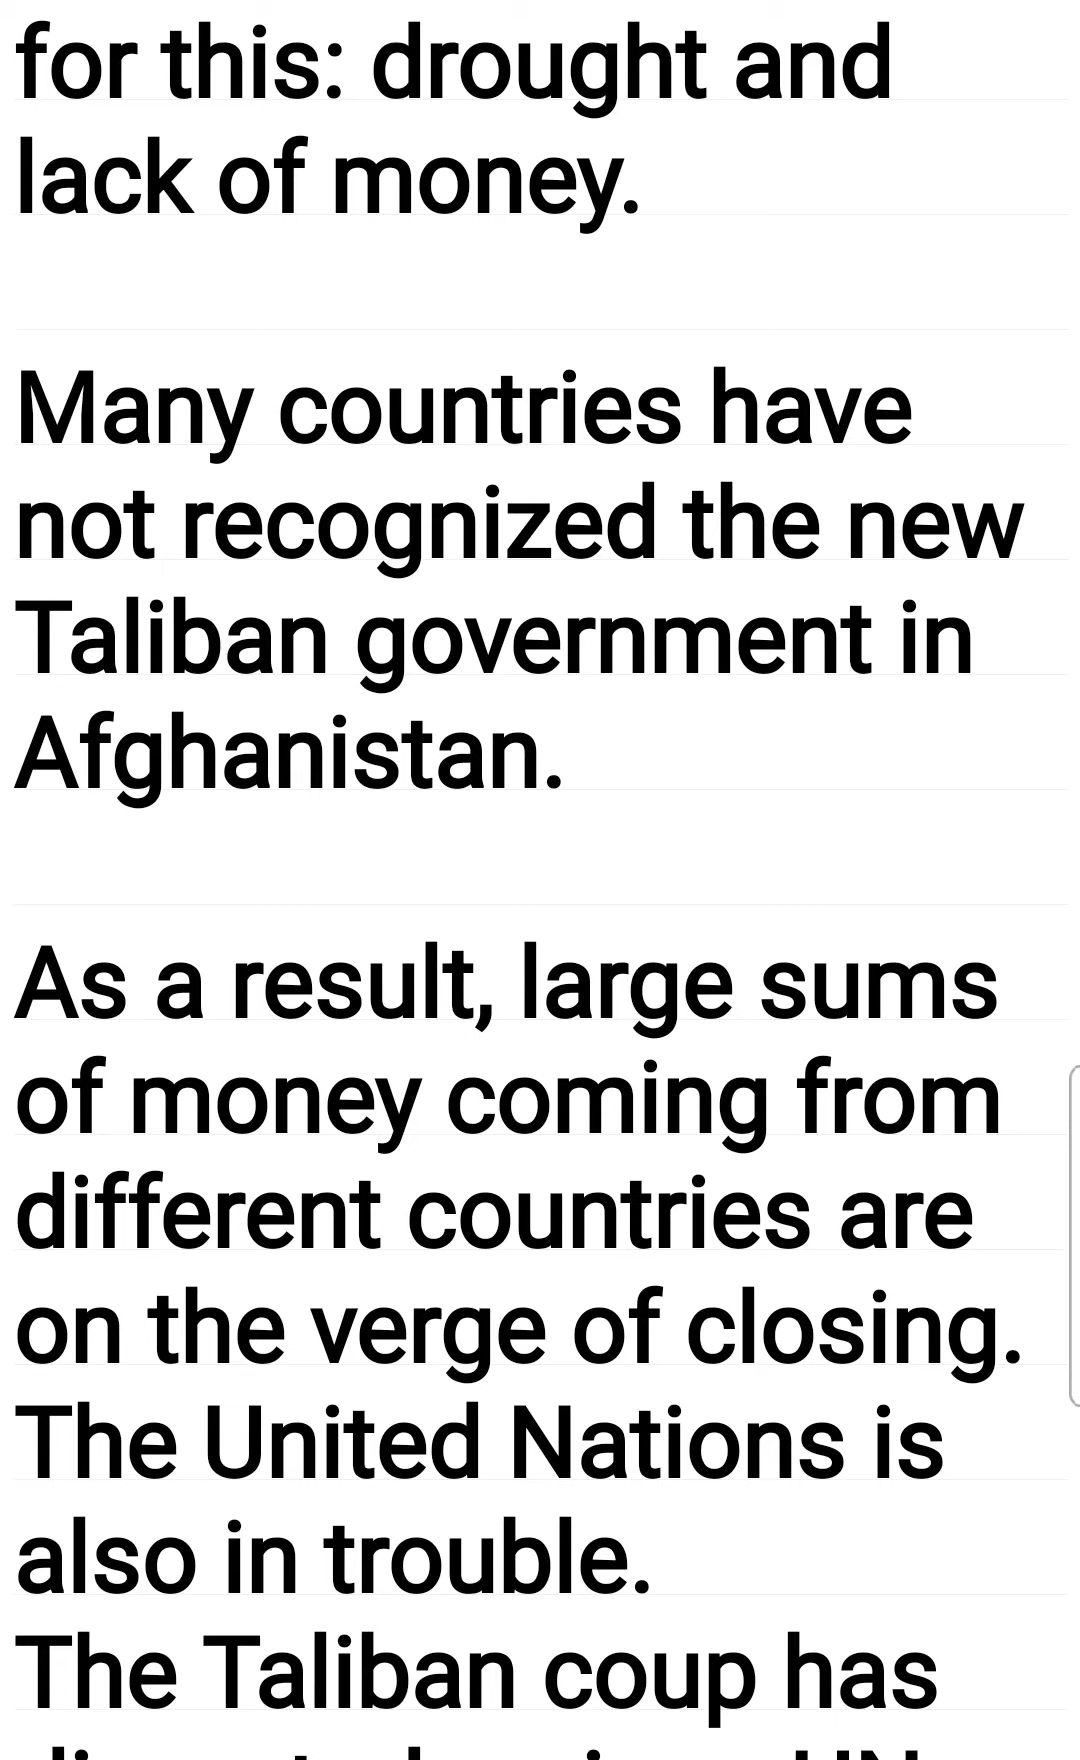 for this: drought and
lack of money.
Many countries have
not recognized the new
Taliban government in
Afghanistan.
As a result, large sums
of money coming from
different countries are
on the verge of closing.
The United Nations is
also in trouble.
The Taliban coup has